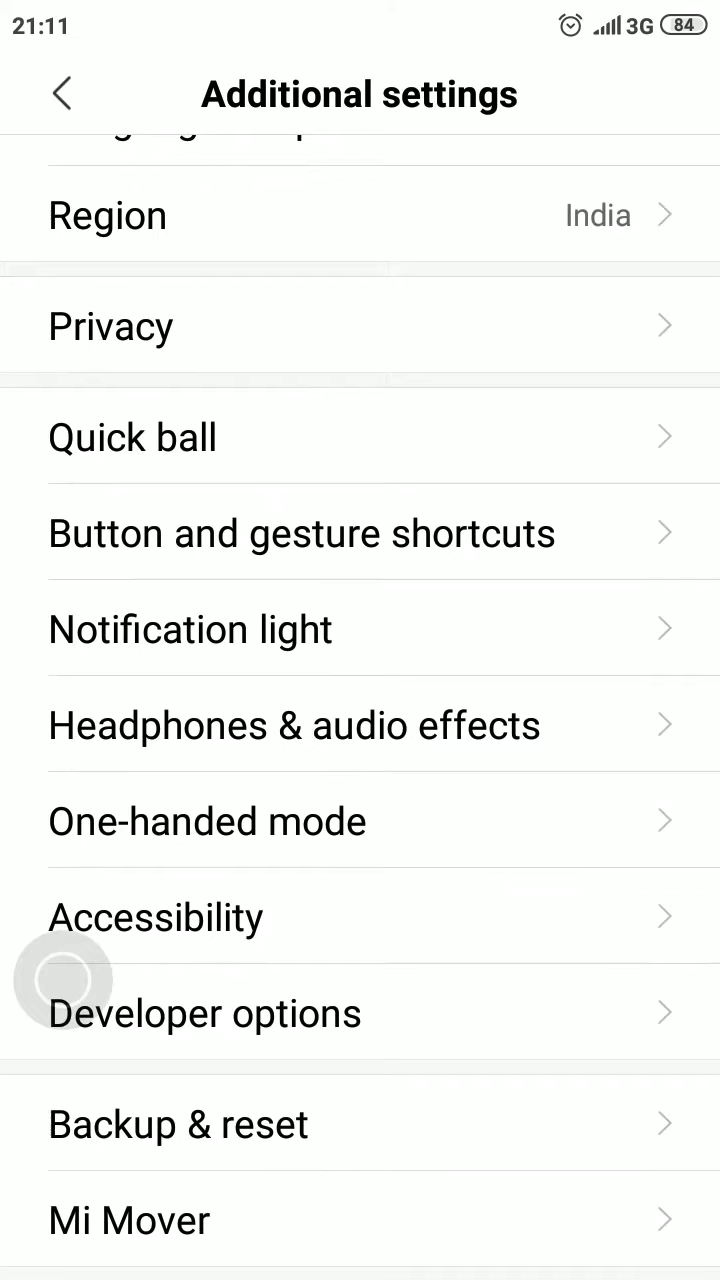 21:11
3G 84
Additional settings
Region India
Privacy
Quick ball
Button and gesture shortcuts
Notification light
Headphones & audio effects
One-handed mode
Accessibility
Developer options
Backup & reset
Mi Mover